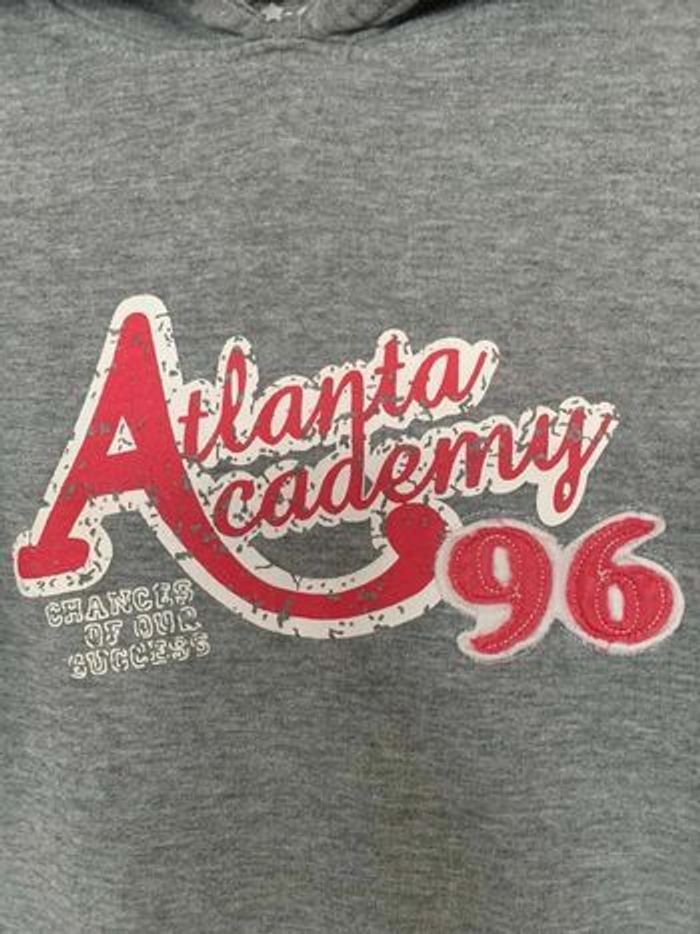 Atlanta
Academy
96
CHANCES
OF OUR
SUCCESS